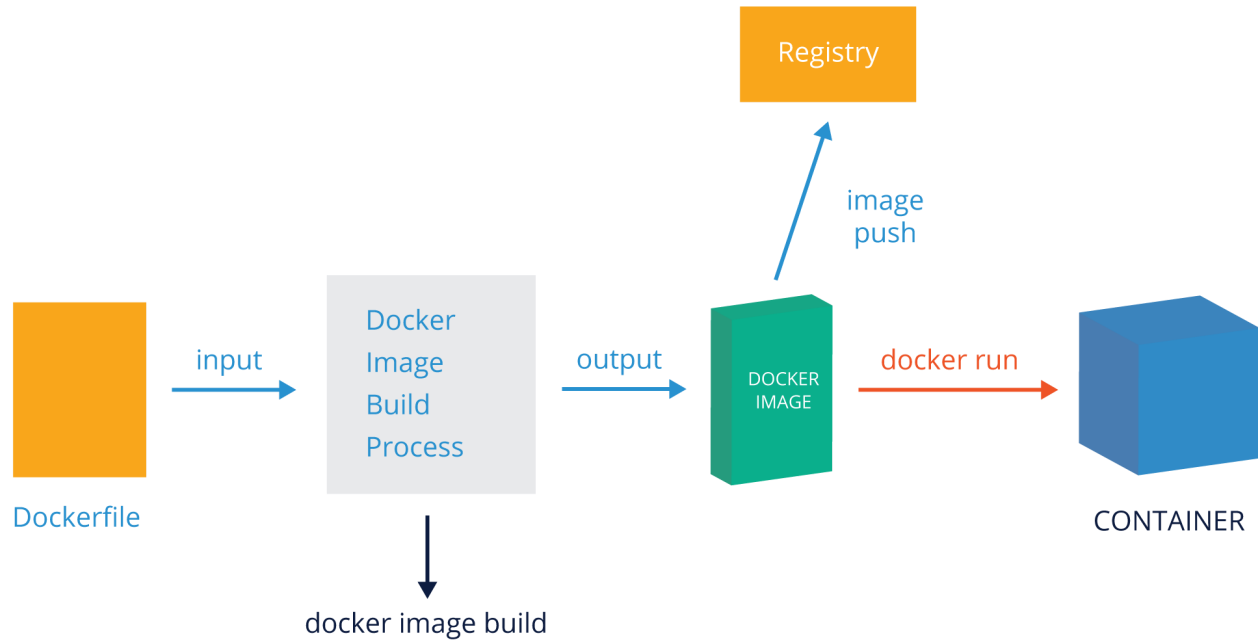 Registry
image
push
Docker
Image
Build
Process
input
output
DOCKER
IMAGE
docker run
Dockerfile
CONTAINER
docker image build